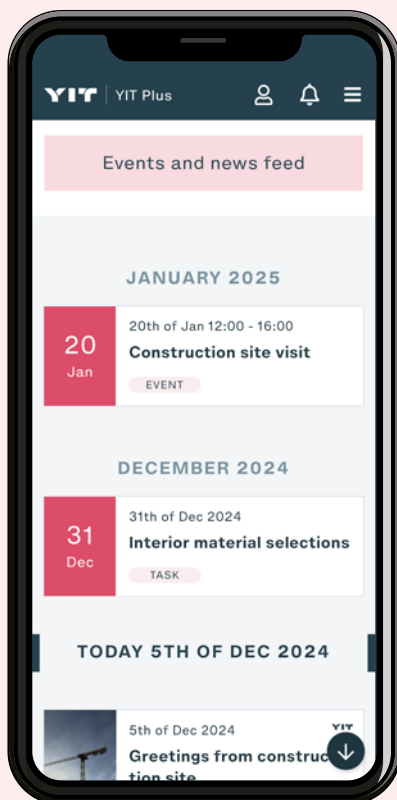 YIT YIT Plus
Events and news feed
JANUARY 2025
20
Jan
20th of Jan 12:00 - 16:00
Construction site visit
EVENT
DECEMBER 2024
31
Dec
31th of Dec 2024
Interior material selections
TASK
TODAY 5TH OF DEC 2024
5th of Dec 2024
YIT
Greetings from construc
tion site